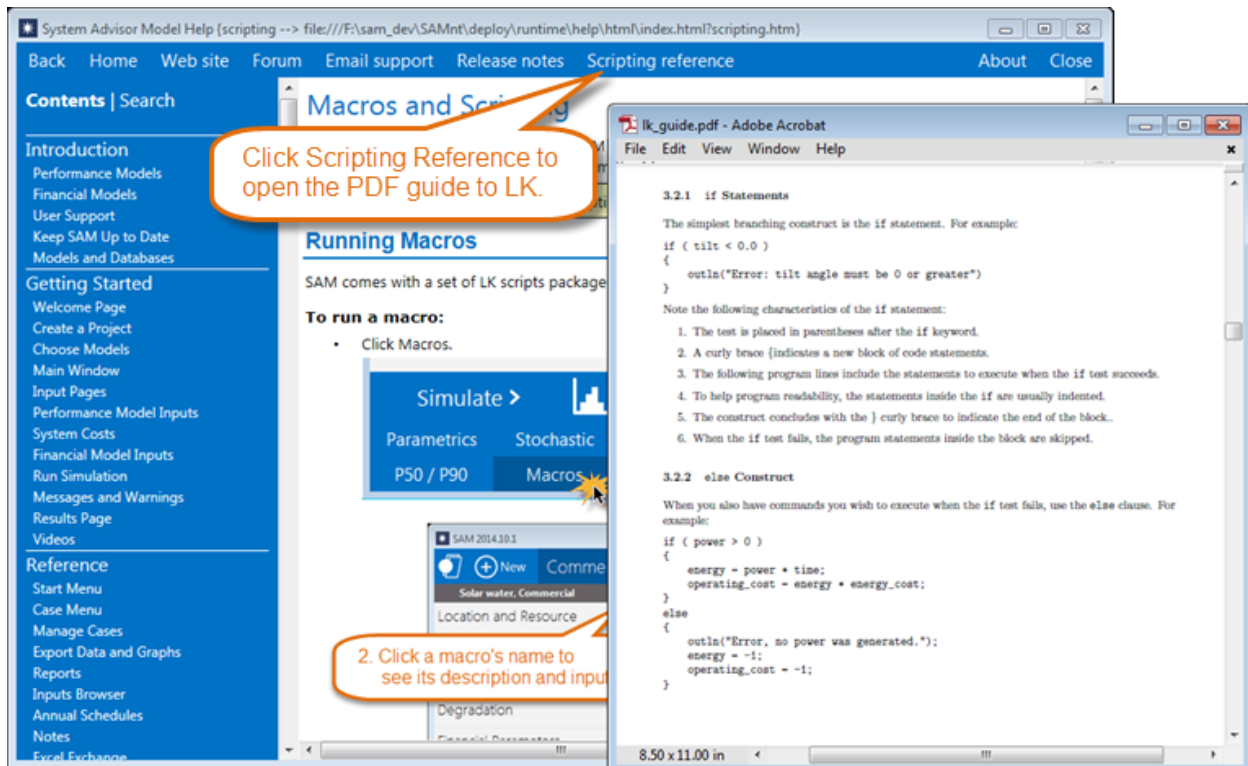 System Advisor Model Help {scripting --> file:///F:\sam_dev\SAMnt\deploy\runtime\help\html\index.html?scripting.htm}
Back Home Web site Forum Email support Release notes Scripting reference About Close
Contents | Search
Introduction
Performance Models
Financial Models
User Support
Keep SAM Up to Date
Models and Databases
Getting Started
Welcome Page
Create a Project
Choose Models
Main Window
Input Pages
Performance Model Inputs
System Costs
Financial Model Inputs
Run Simulation
Messages and Warnings
Results Page
Videos
Reference
Start Menu
Case Menu
Manage Cases
Export Data and Graphs
Reports
Inputs Browser
Annual Schedules
Notes
Excel Exchange
Macros and Scripting
Click Scripting Reference to
open the PDF guide to LK.
Running Macros
SAM comes with a set of LK scripts package
To run a macro:
• Click Macros.
Simulate >
Parametrics Stochastic
P50 / P90 Macros
SAM 2014.10.1
New Comme
Solar water, Commercial
Location and Resource
2. Click a macro's name to
see its description and input
Degradation
Financial Parameters
lk_guide.pdf - Adobe Acrobat
File Edit View Window Help
3.2.1 if Statements
The simplest branching construct is the if statement. For example:
if ( tilt < 0.0 )
{
outln("Error: tilt angle must be 0 or greater")
}
Note the following characteristics of the if statement:
1. The test is placed in parentheses after the if keyword.
2. A curly brace {indicates a new block of code statements.
3. The following program lines include the statements to execute when the if test succeeds.
4. To help program readability, the statements inside the if are usually indented.
5. The construct concludes with the } curly brace to indicate the end of the block..
6. When the if test fails, the program statements inside the block are skipped.
3.2.2 else Construct
When you also have commands you wish to execute when the if test fails, use the else clause. For
example:
if ( power > 0 )
{
energy = power * time;
operating_cost = energy * energy_cost;
}
else
{
outln("Error, no power was generated.");
energy = -1;
operating_cost = -1;
}
8.50 x 11.00 in